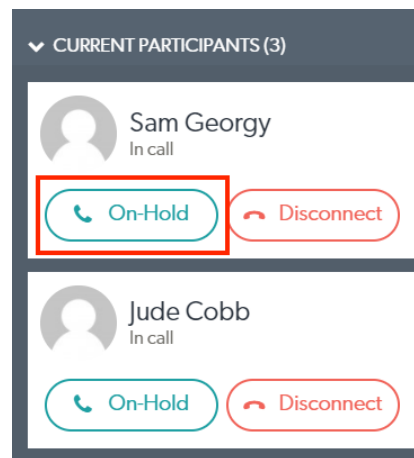 CURRENT PARTICIPANTS (3)
Sam Georgy
In call
On-Hold Disconnect
Jude Cobb
In call
On-Hold Disconnect